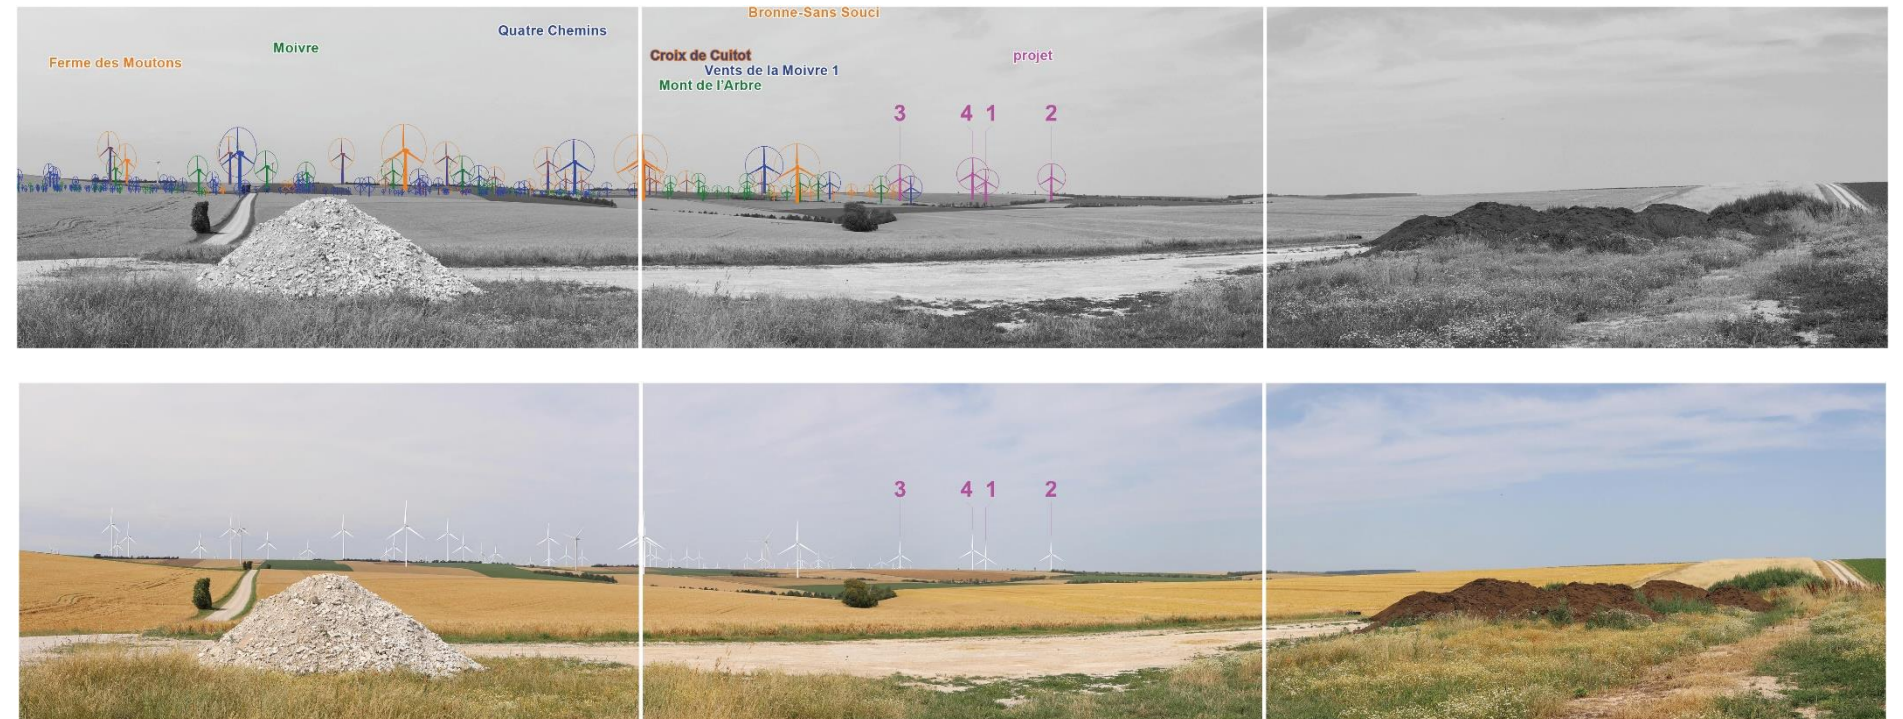 Bronne-Sans Souci
Quatre Chemins
Moivre
Ferme des Moutons
Croix de Cuitot
projet
Vents de la Moivre 1
Mont de l'Arbre
3 4 1 2
3 4 1 2